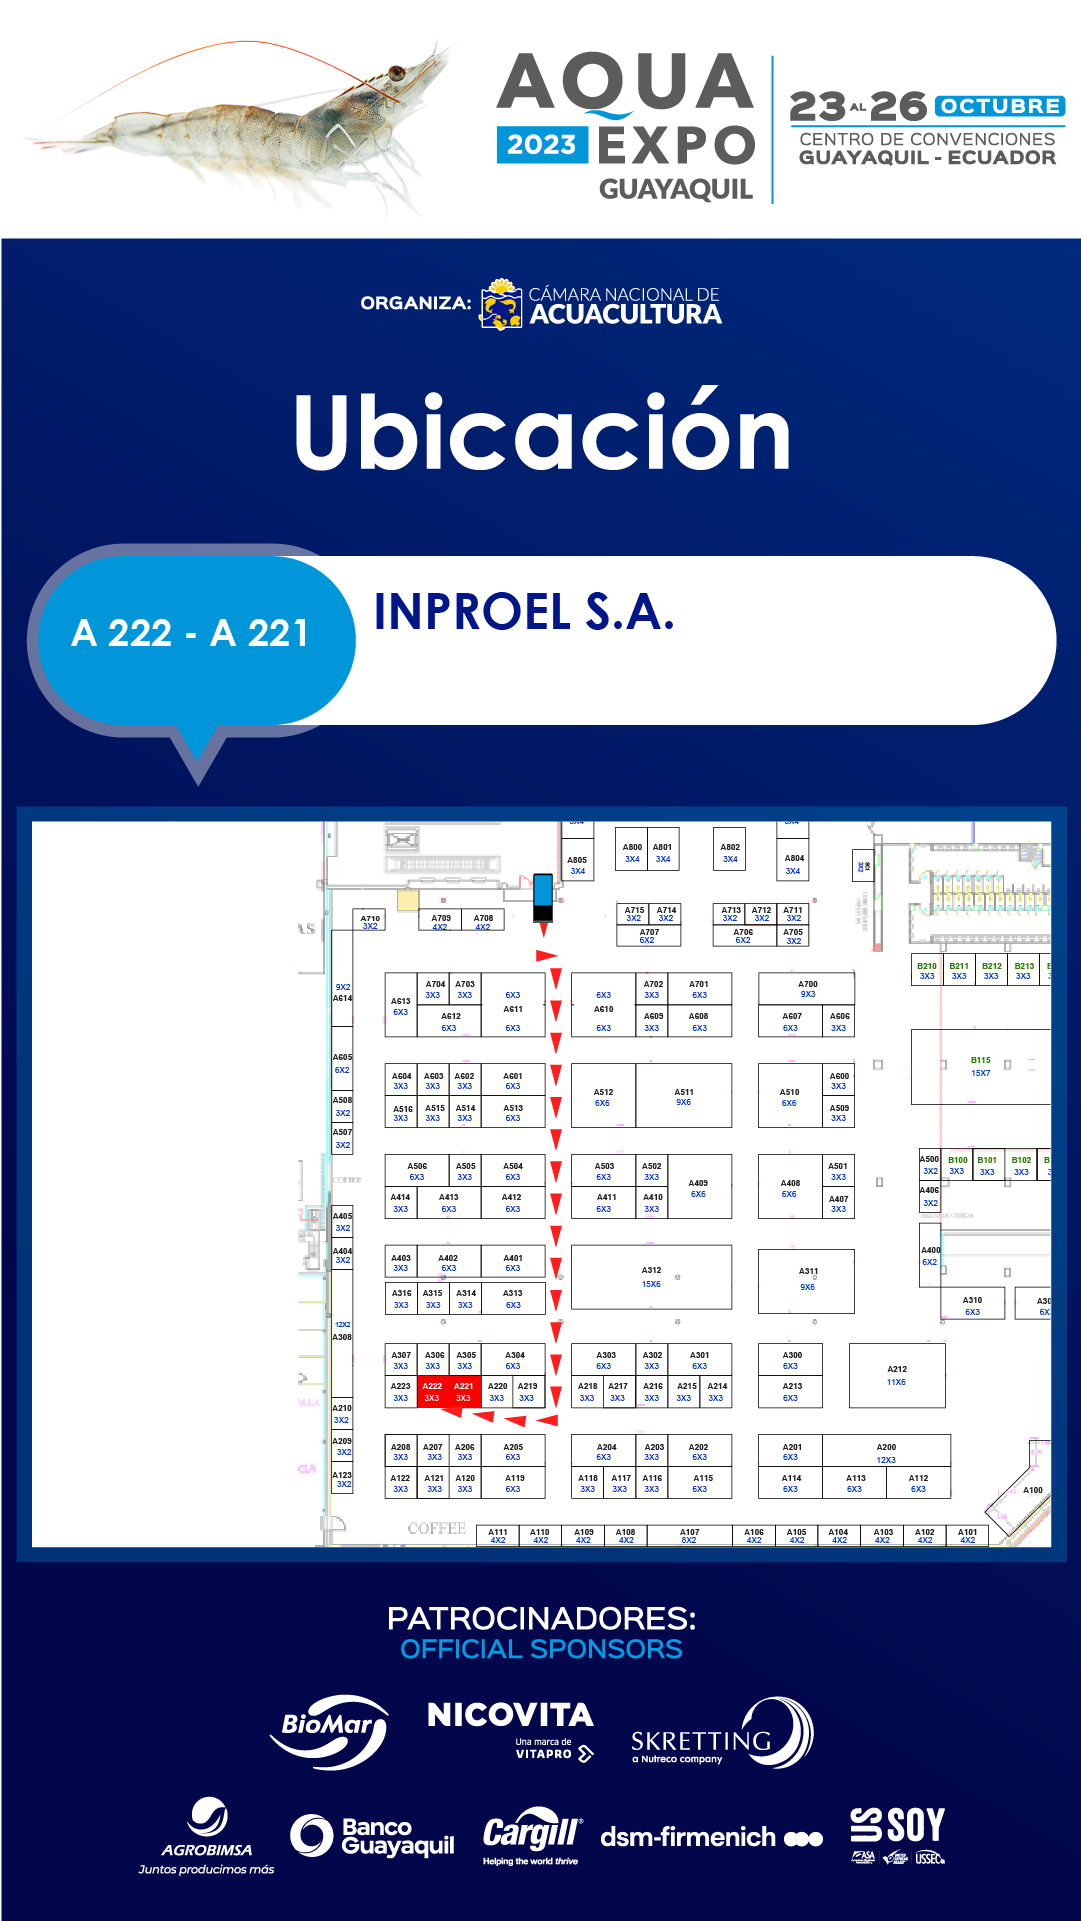 AQUA
2023 EXPO
GUAYAQUIL
23 AL 26 OCTUBRE
CENTRO DE CONVENCIONES
GUAYAQUIL - ECUADOR
ORGANIZA:
CÁMARA NACIONAL DE
ACUACULTURA
Ubicación
A 222 - A 221
INPROEL S.A.
A800 A801 A802
3X4 3X4 3X4
A805 A804
3X4 3X4
A715 A714 A713 A712 A711
3X2 3X2 3X2 3X2 3X2
A710 A709 A708
3X2 4X2 4X2
A707 A706 A705
6X2 6X2 3X2
B210 B211 B212 B213
3X3 3X3 3X3 3X3
9X2
A614
A613
6X3
A704 A703 6X3
3X3 3X3
A612 A611
6X3 6X3
6X3 A702 A701
3X3 6X3
A610 A609 A608
6X3 3X3 6X3
A700
9X3
A607 A606
6X3 3X3
B115
15X7
A605
6X2
A604 A603 A602 A601
3X3 3X3 3X3 6X3
A516 A515 A514 A513
3X3 3X3 3X3 6X3
A512 A511
6X6 9X6
A510
6X6
A600
3X3
A509
3X3
A508
3X2
A507
3X2
A506 A505 A504
6X3 3X3 6X3
A414 A413 A412
3X3 6X3 6X3
A503 A502
6X3 3X3
A411 A410
6X3 3X3
A409
6X6
A408
6X6
A501
3X3
A407
3X3
A500 B100 B101 B102
3X2 3X3 3X3 3X3
A406
3X2
COFFEE
A405
3X2
A404
3X2
A403 A402 A401
3X3 6X3 6X3
A316 A315 A314 A313
3X3 3X3 3X3 6X3
A312
15X6
A311
9X6
A400
6X2
A310
6X3
12X2
A308
A307 A306 A305 A304
3X3 3X3 3X3 6X3
A223 A222 A221 A220 A219
3X3 3X3 3X3 3X3 3X3
A303 A302 A301
6X3 3X3 6X3
A218 A217 A216 A215 A214
3X3 3X3 3X3 3X3 3X3
A300
6X3
A213
6X3
A212
11X6
A210
3X2
A209
3X2
A123
3X2
A208 A207 A206 A205
3X3 3X3 3X3 6X3
A122 A121 A120 A119
3X3 3X3 3X3 6X3
A204 A203 A202
6X3 3X3 6X3
A118 A117 A116 A115
3X3 3X3 3X3 6X3
A201 A200
6X3 12X3
A114 A113 A112
6X3 6X3 6X3
A100
COFFEE
A111 A110 A109 A108 A107 A106 A105 A104 A103 A102 A101
4X2 4X2 4X2 4X2 8X2 4X2 4X2 4X2 4X2 4X2 4X2
PATROCINADORES:
OFFICIAL SPONSORS
BioMar
NICOVITA
Una marca de
VITAPRO
SKRETTING
a Nutreco company
AGROBIMSA
Juntos producimos más
Banco
Guayaquil
Cargill®
Helping the world thrive
dsm-firmenich
US SOY
ASA
USSEC